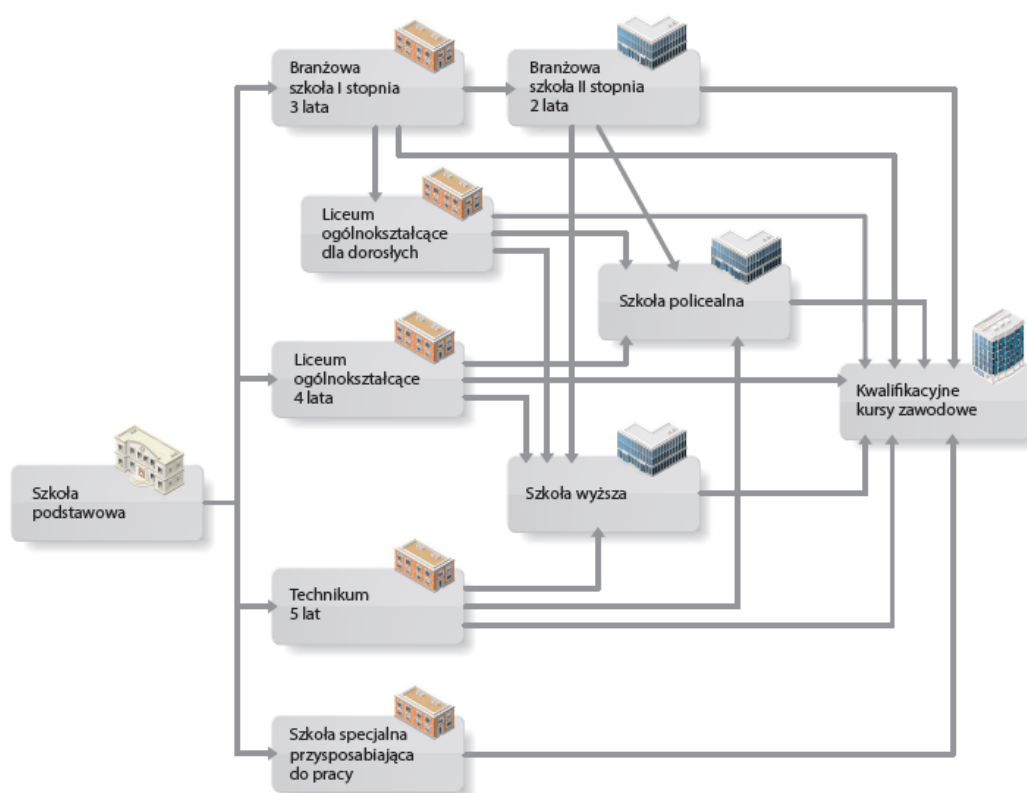 Branżowa
szkoła I stopnia
3 lata
Branżowa
szkoła II stopnia
2 lata
Liceum
ogólnokształcące
dla dorosłych
Szkoła policealna
Liceum
ogólnokształcące
4 lata
Kwalifikacyjne
kursy zawodowe
Szkoła
podstawowa
Szkoła wyższa
Technikum
5 lat
Szkoła specjalna
przysposabiająca
do pracy